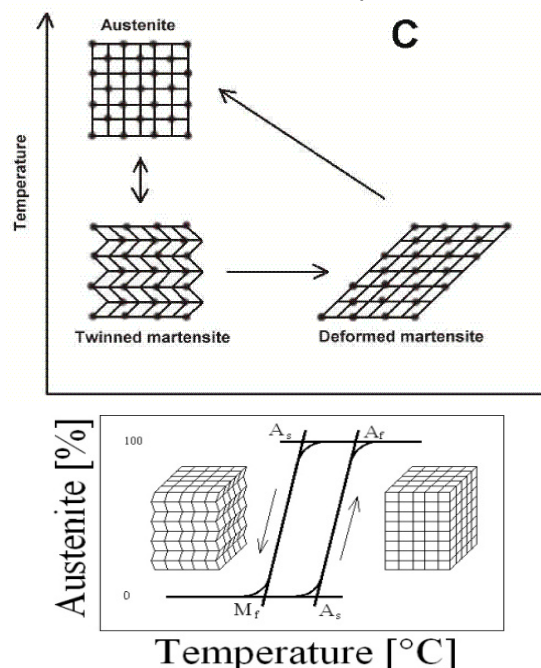 Austenite
C
Temperature
Twinned martensite
Deformed martensite
Austenite [%]
100
0
As
Af
Mf
As
Temperature [°C]